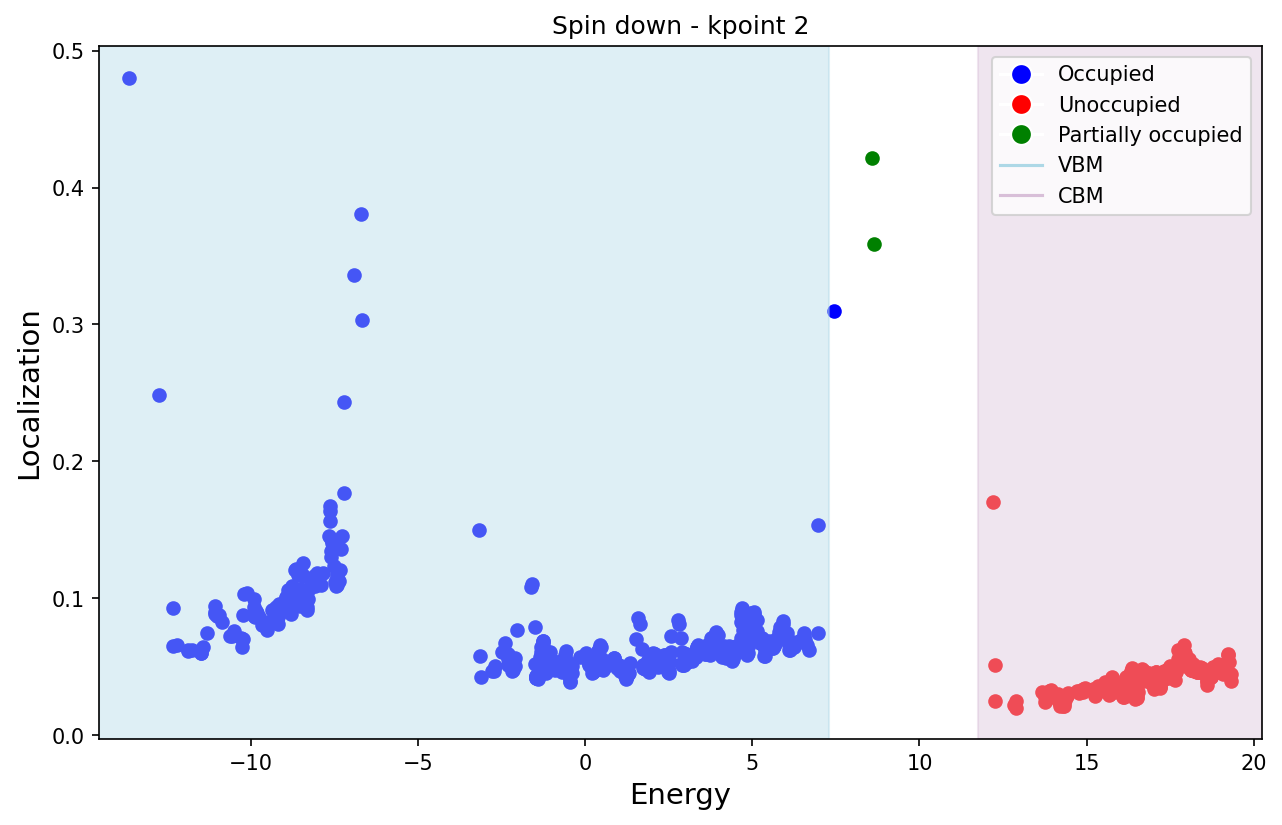 Spin down - kpoint 2
Localization
0.5
0.4
0.3
0.2
0.1
0.0
−10
−5
0
5
10
15
20
Energy
Occupied
Unoccupied
Partially occupied
VBM
CBM